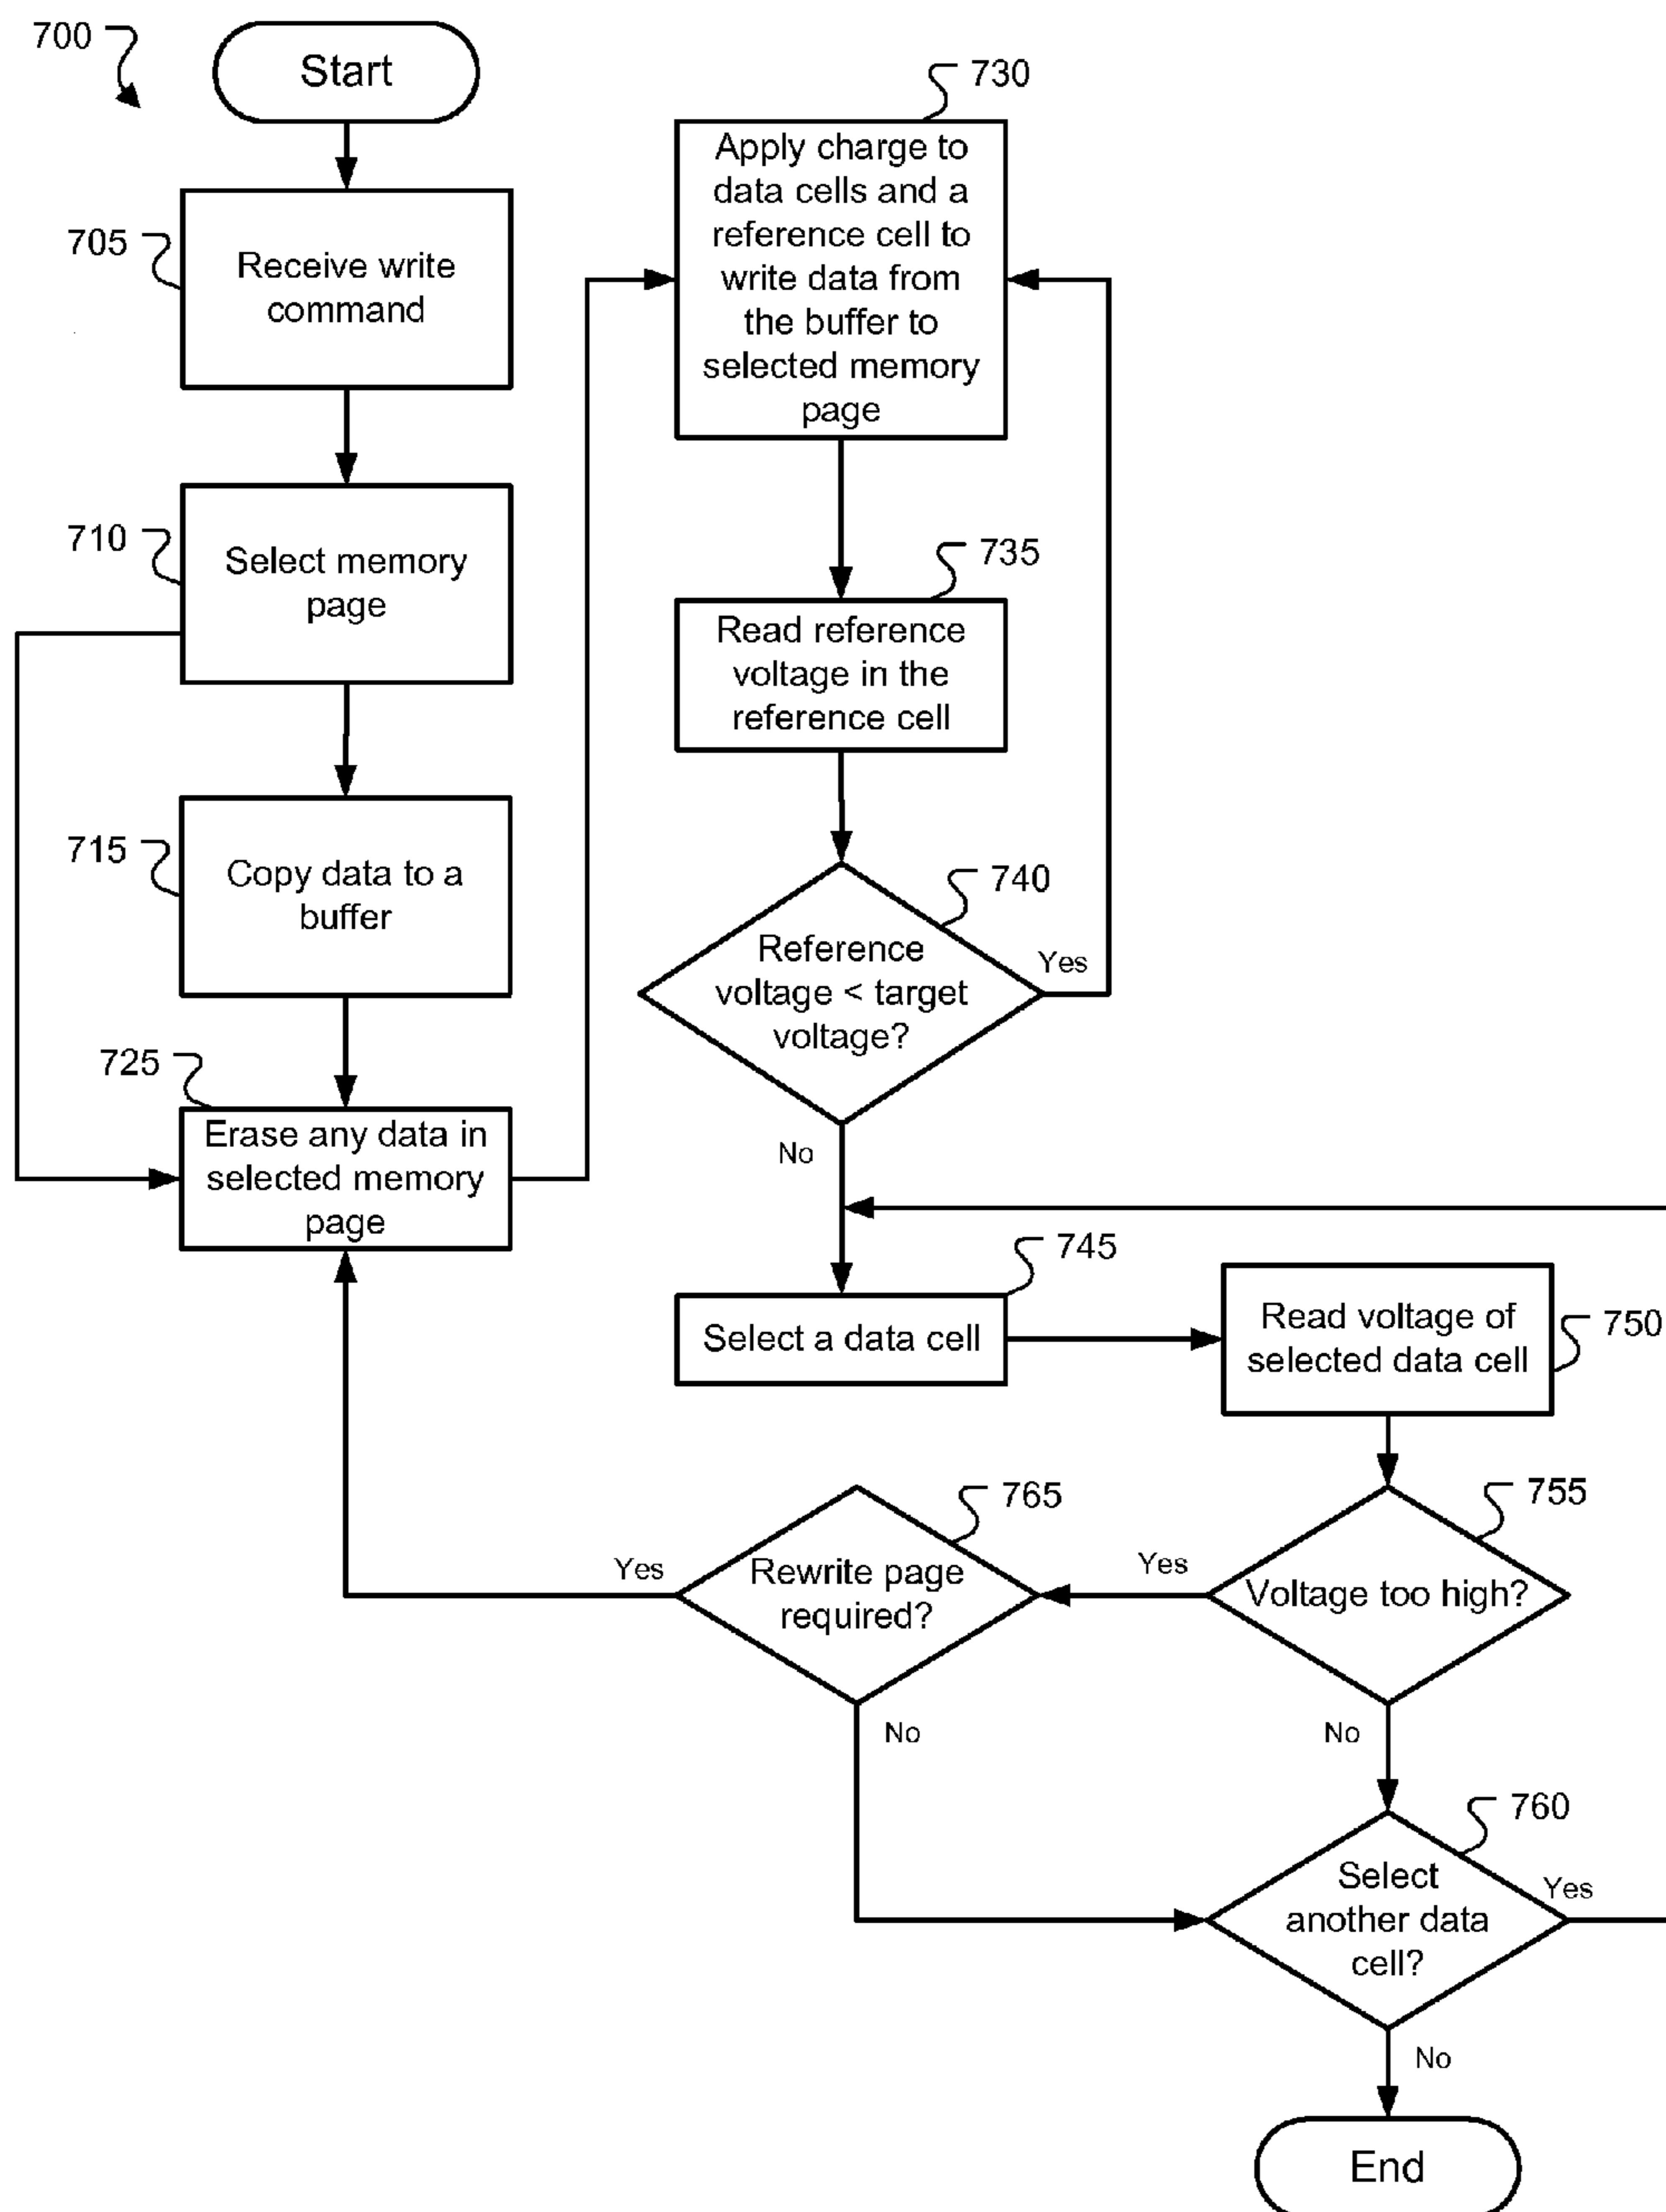 700
Start
705
Receive write
command
710
Select memory
page
715
Copy data to a
buffer
725
Erase any data in
selected memory
page
730
Apply charge to
data cells and a
reference cell to
write data from
the buffer to
selected memory
page
735
Read reference
voltage in the
reference cell
740
Reference
voltage < target
voltage?
Yes
No
745
Select a data cell
750
Read voltage of
selected data cell
755
Voltage too high?
Yes
No
765
Rewrite page
required?
Yes
No
760
Select
another data
cell?
Yes
No
End